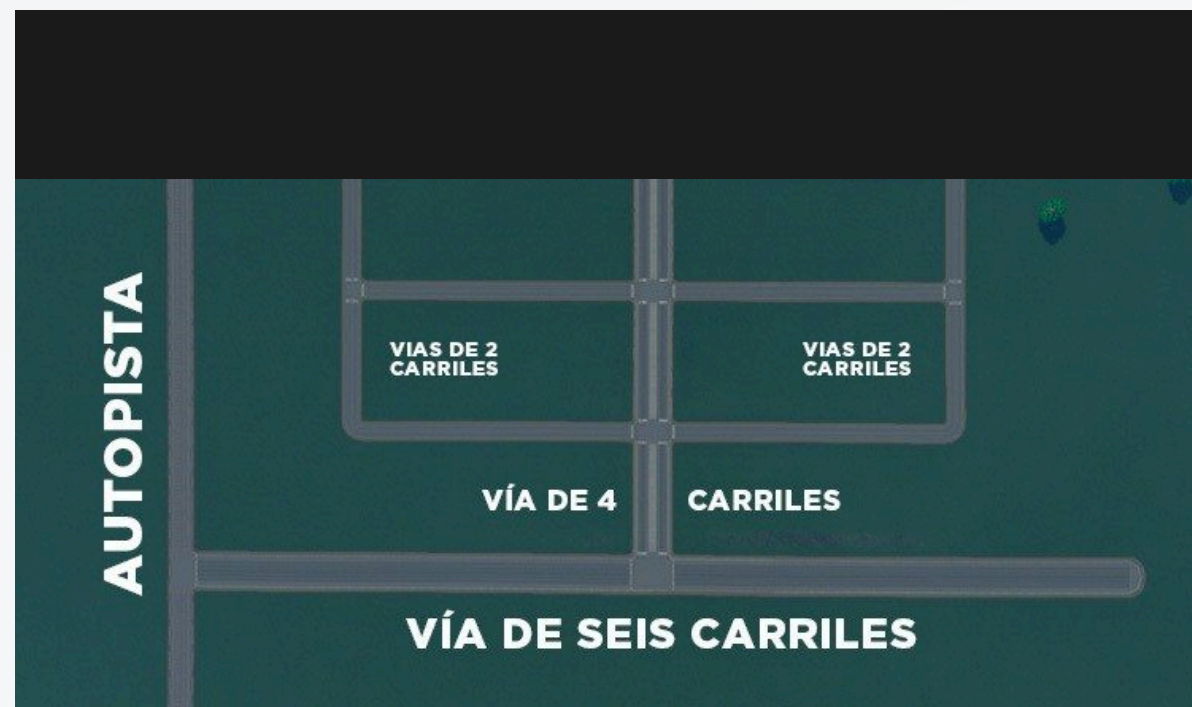 AUTOPISTA
VIAS DE 2
CARRILES
VIAS DE 2
CARRILES
VÍA DE 4 CARRILES
VÍA DE SEIS CARRILES